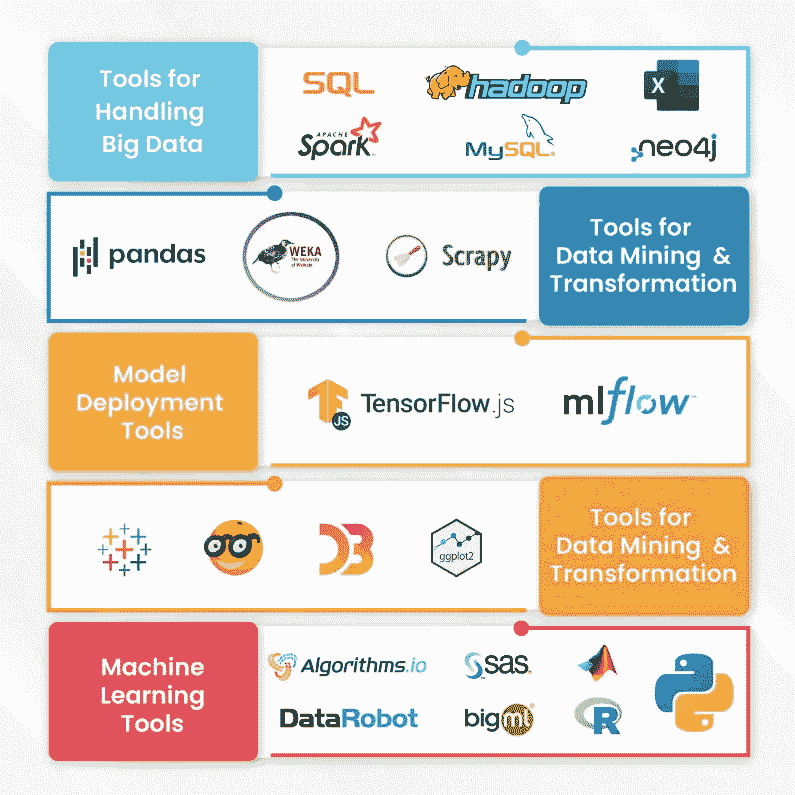 Tools for
Handling
Big Data
SQL
hadoop
X
APACHE
Spark
MySQL
neo4j
pandas
WEKA
The University
of Waikato
Scrapy
Tools for
Data Mining &
Transformation
Model
Deployment
Tools
JS
TensorFlow.js
mlflow
ggplot2
Tools for
Data Mining &
Transformation
Machine
Learning
Tools
Algorithms.io
sas
DataRobot
bigml
R